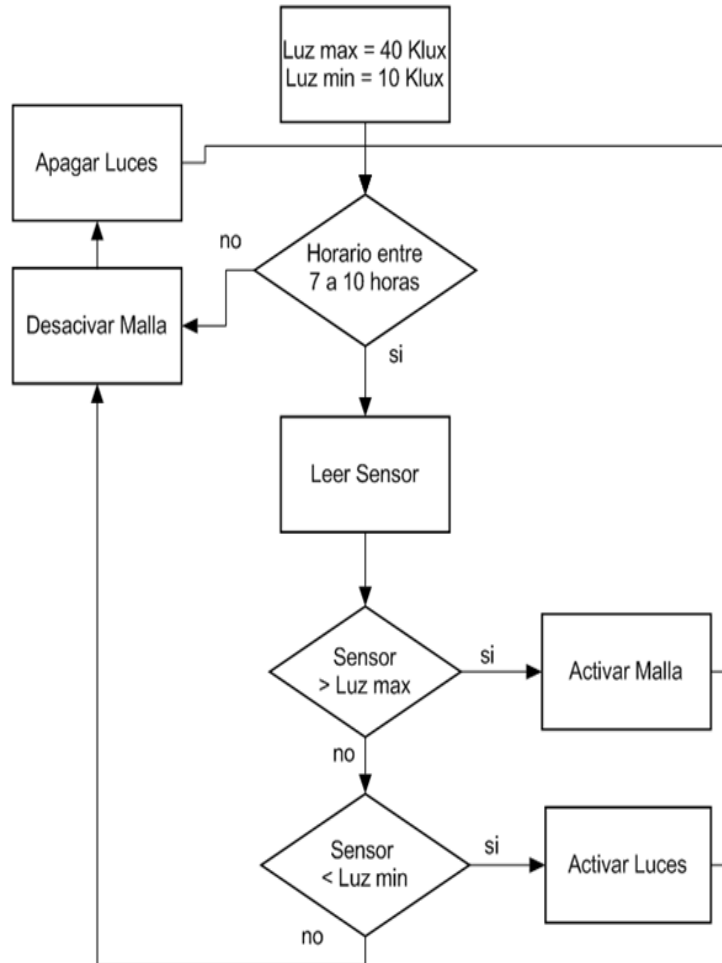 Luz max = 40 Klux
Luz min = 10 Klux
Apagar Luces
no
Horario entre
7 a 10 horas
Desacivar Malla
si
Leer Sensor
Sensor
> Luz max
si
Activar Malla
no
Sensor
< Luz min
si
Activar Luces
no